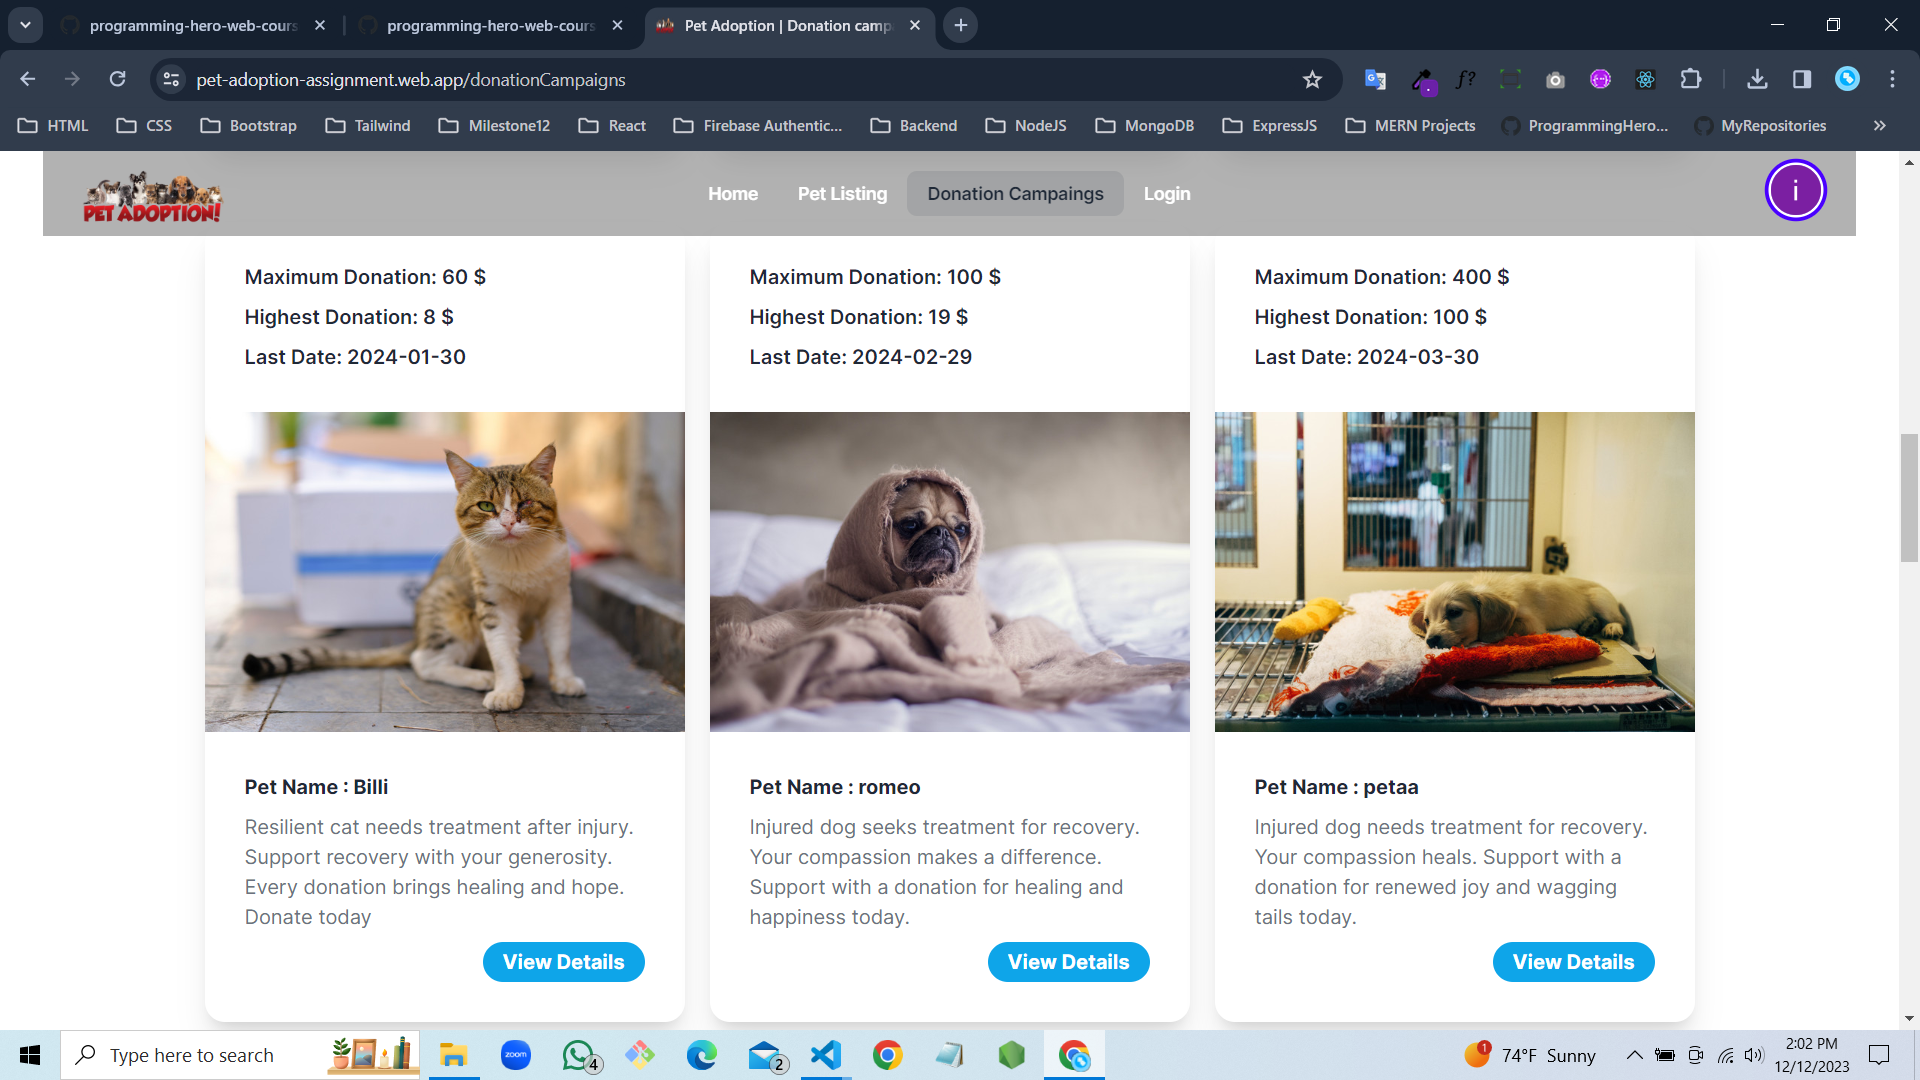 programming-hero-web-cours
programming-hero-web-cours
Pet Adoption | Donation camp
pet-adoption-assignment.web.app/donationCampaigns
HTML
CSS
Bootstrap
Tailwind
Milestone12
React
Firebase Authentic...
Backend
NodeJS
MongoDB
ExpressJS
MERN Projects
ProgrammingHero...
MyRepositories
PET ADOPTION!
Home
Pet Listing
Donation Campaings
Login
i
Maximum Donation: 60 $
Highest Donation: 8 $
Last Date: 2024-01-30
Pet Name : Billi
Resilient cat needs treatment after injury.
Support recovery with your generosity.
Every donation brings healing and hope.
Donate today
View Details
Maximum Donation: 100 $
Highest Donation: 19 $
Last Date: 2024-02-29
Pet Name : romeo
Injured dog seeks treatment for recovery.
Your compassion makes a difference.
Support with a donation for healing and
happiness today.
View Details
Maximum Donation: 400 $
Highest Donation: 100 $
Last Date: 2024-03-30
Pet Name : petaa
Injured dog needs treatment for recovery.
Your compassion heals. Support with a
donation for renewed joy and wagging
tails today.
View Details
Type here to search
zoom
4
2
1
74°F Sunny
2:02 PM
12/12/2023